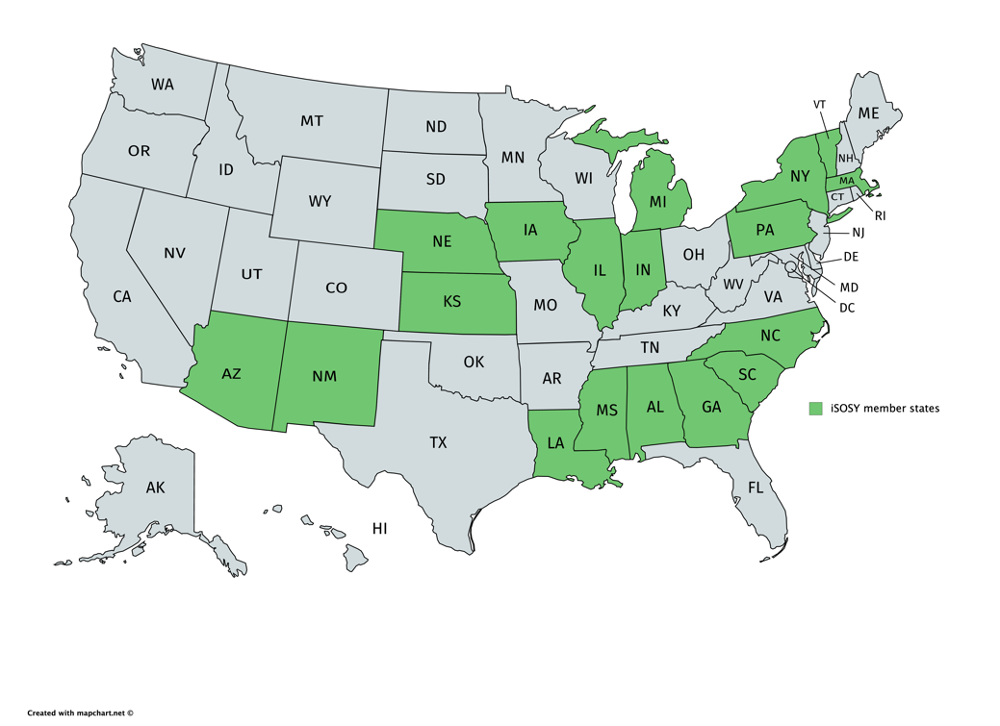 WA
MT
ND
MN
ME
VT
OR
ID
SD
WI
NH
WY
MI
NY
MA
CT
RI
NV
UT
CO
NE
IA
IL
IN
OH
PA
NJ
DE
MD
DC
CA
KS
MO
WV
VA
KY
AZ
NM
OK
AR
TN
NC
SC
TX
LA
MS
AL
GA
iSOSY member states
AK
HI
FL
Created with mapchart.net ©